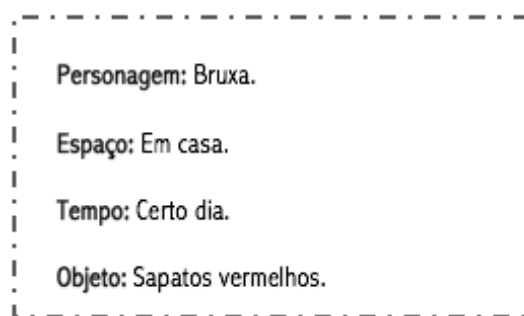 Personagem: Bruxa.
Espaço: Em casa.
Tempo: Certo dia.
Objeto: Sapatos vermelhos.